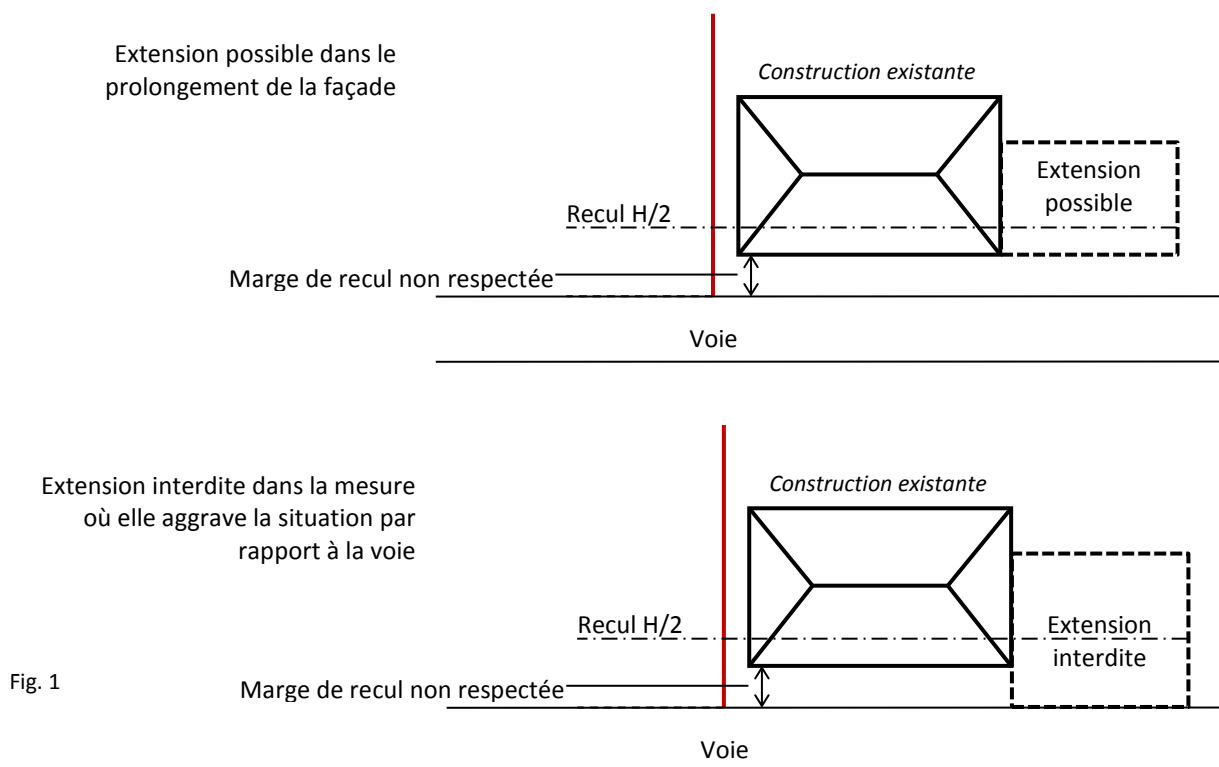 Extension possible dans le
prolongement de la façade
Construction existante
Extension
possible
Recul H/2
Marge de recul non respectée
Voie
Extension interdite dans la mesure
où elle aggrave la situation par
rapport à la voie
Construction existante
Recul H/2
Extension
interdite
Fig. 1
Marge de recul non respectée
Voie